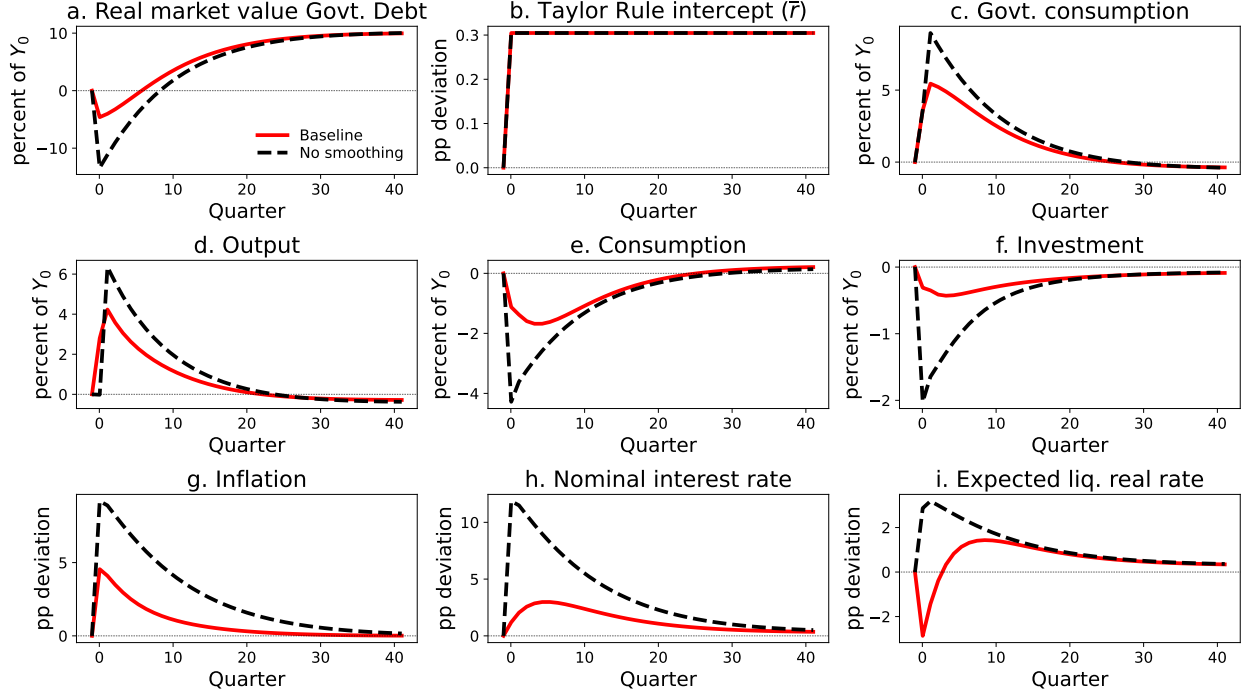 a. Real market value Govt. Debt
percent of Y₀
10
0
−10
Baseline
No smoothing
0 10 20 30 40
Quarter
b. Taylor Rule intercept (r̄)
pp deviation
0.3
0.2
0.1
0.0
0 10 20 30 40
Quarter
c. Govt. consumption
percent of Y₀
5
0
0 10 20 30 40
Quarter
d. Output
percent of Y₀
6
4
2
0
0 10 20 30 40
Quarter
e. Consumption
percent of Y₀
0
−2
−4
0 10 20 30 40
Quarter
f. Investment
percent of Y₀
0
−1
−2
0 10 20 30 40
Quarter
g. Inflation
pp deviation
5
0
0 10 20 30 40
Quarter
h. Nominal interest rate
pp deviation
10
5
0
0 10 20 30 40
Quarter
i. Expected liq. real rate
pp deviation
2
0
−2
0 10 20 30 40
Quarter